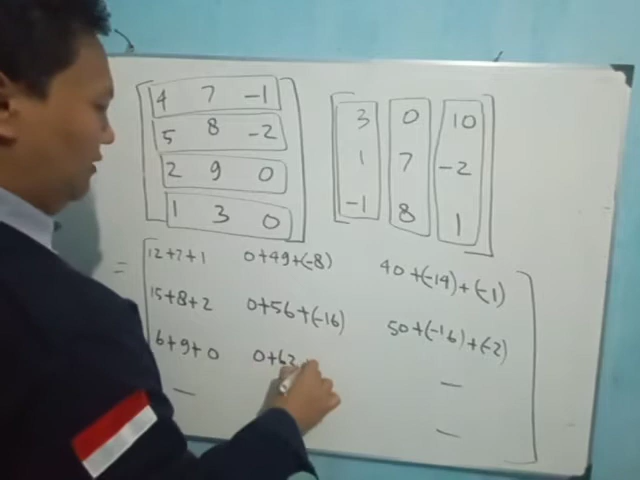 4 7 -1 3 0 10
5 8 -2 1 7 -2
2 9 0 -1 8 1
1 3 0
= 12+7+1 0+49+(-8) 40+(-14)+(-1)
15+8+2 0+56+(-16) 50+(-16)+(-2)
6+9+0 0+63